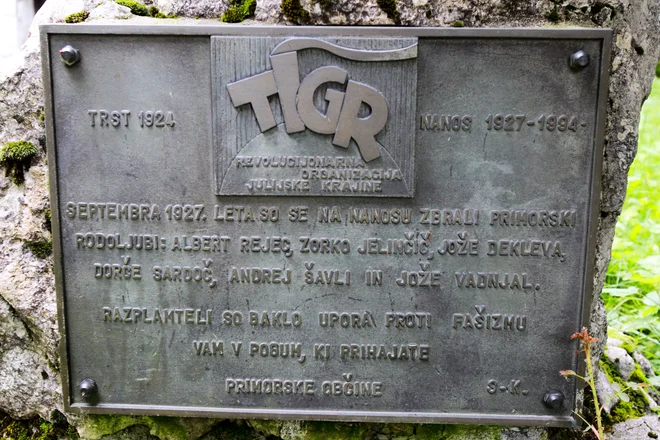 TIGR
TRST 1924
NANOS 1927-1994
REVOLUCIONARNA
ORGANIZACIJA
JULIJSKE KRAJINE
SEPTEMBRA 1927. LETA SO SE NA NANOSU ZBRALI PRIMORSKI
RODOLJUBI: ALBERT REJEC, ZORKO JELINČIČ, JOŽE DEKLEVA,
DORČE SARDOČ, ANDREJ ŠAVLI IN JOŽE VADNJAL.
RAZPLAMTELI SO BAKLO UPORA PROTI FAŠIZMU
VAM V POGUM, KI PRIHAJATE
PRIMORSKE OBČINE S-K.